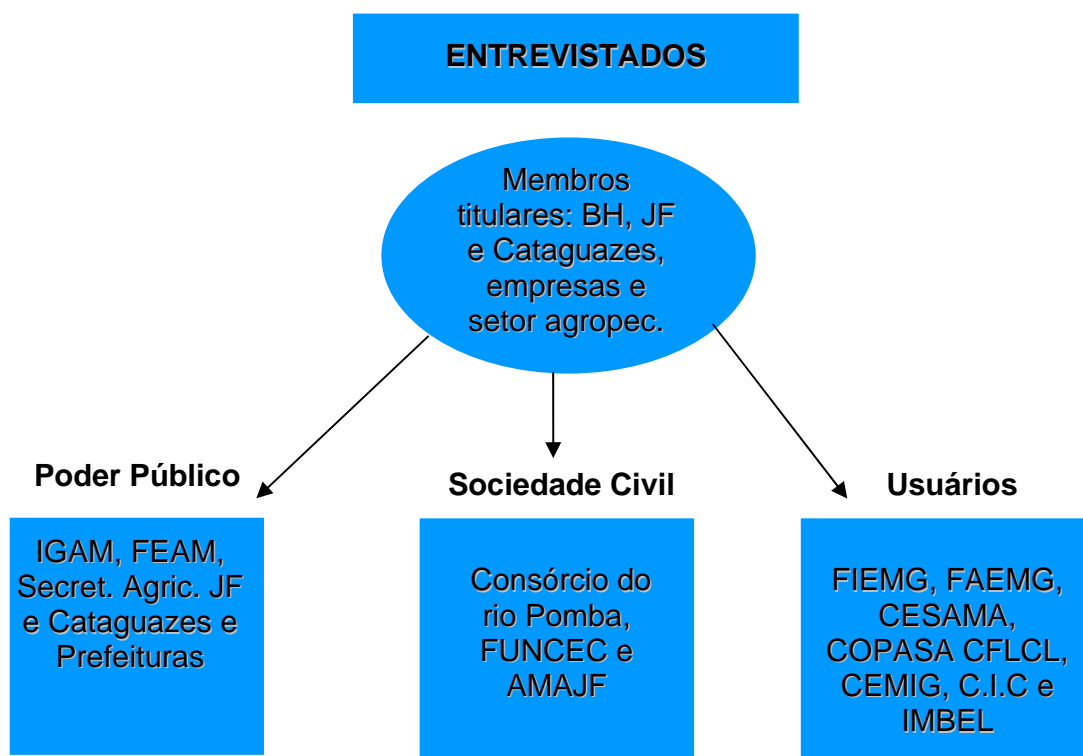 ENTREVISTADOS
Membros
titulares: BH, JF
e Cataguazes,
empresas e
setor agropec.
Poder Público
Sociedade Civil
Usuários
IGAM, FEAM,
Secret. Agric. JF
e Cataguazes e
Prefeituras
Consórcio do
rio Pomba,
FUNCEC e
AMAJF
FIEMG, FAEMG,
CESAMA,
COPASA CFLCL,
CEMIG, C.I.C e
IMBEL